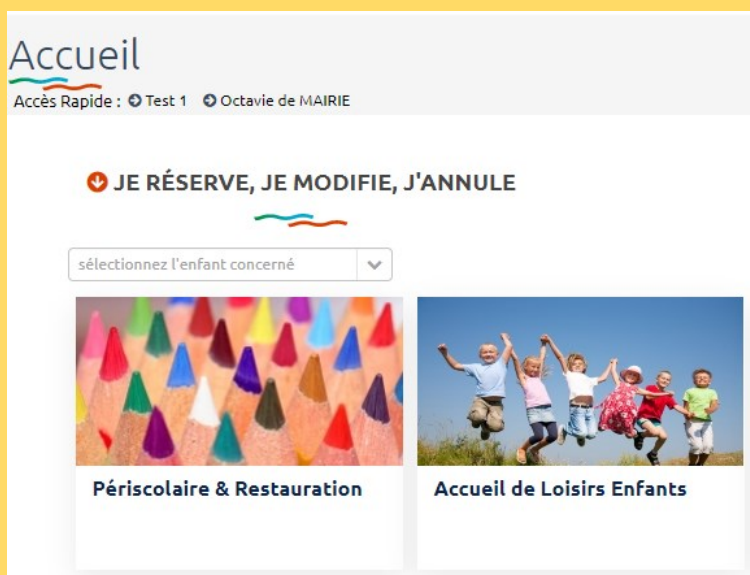 Accueil
Accès Rapide : Test 1 Octavie de MAIRIE
JE RÉSERVE, JE MODIFIE, J'ANNULE
sélectionnez l'enfant concerné
Périscolaire & Restauration
Accueil de Loisirs Enfants